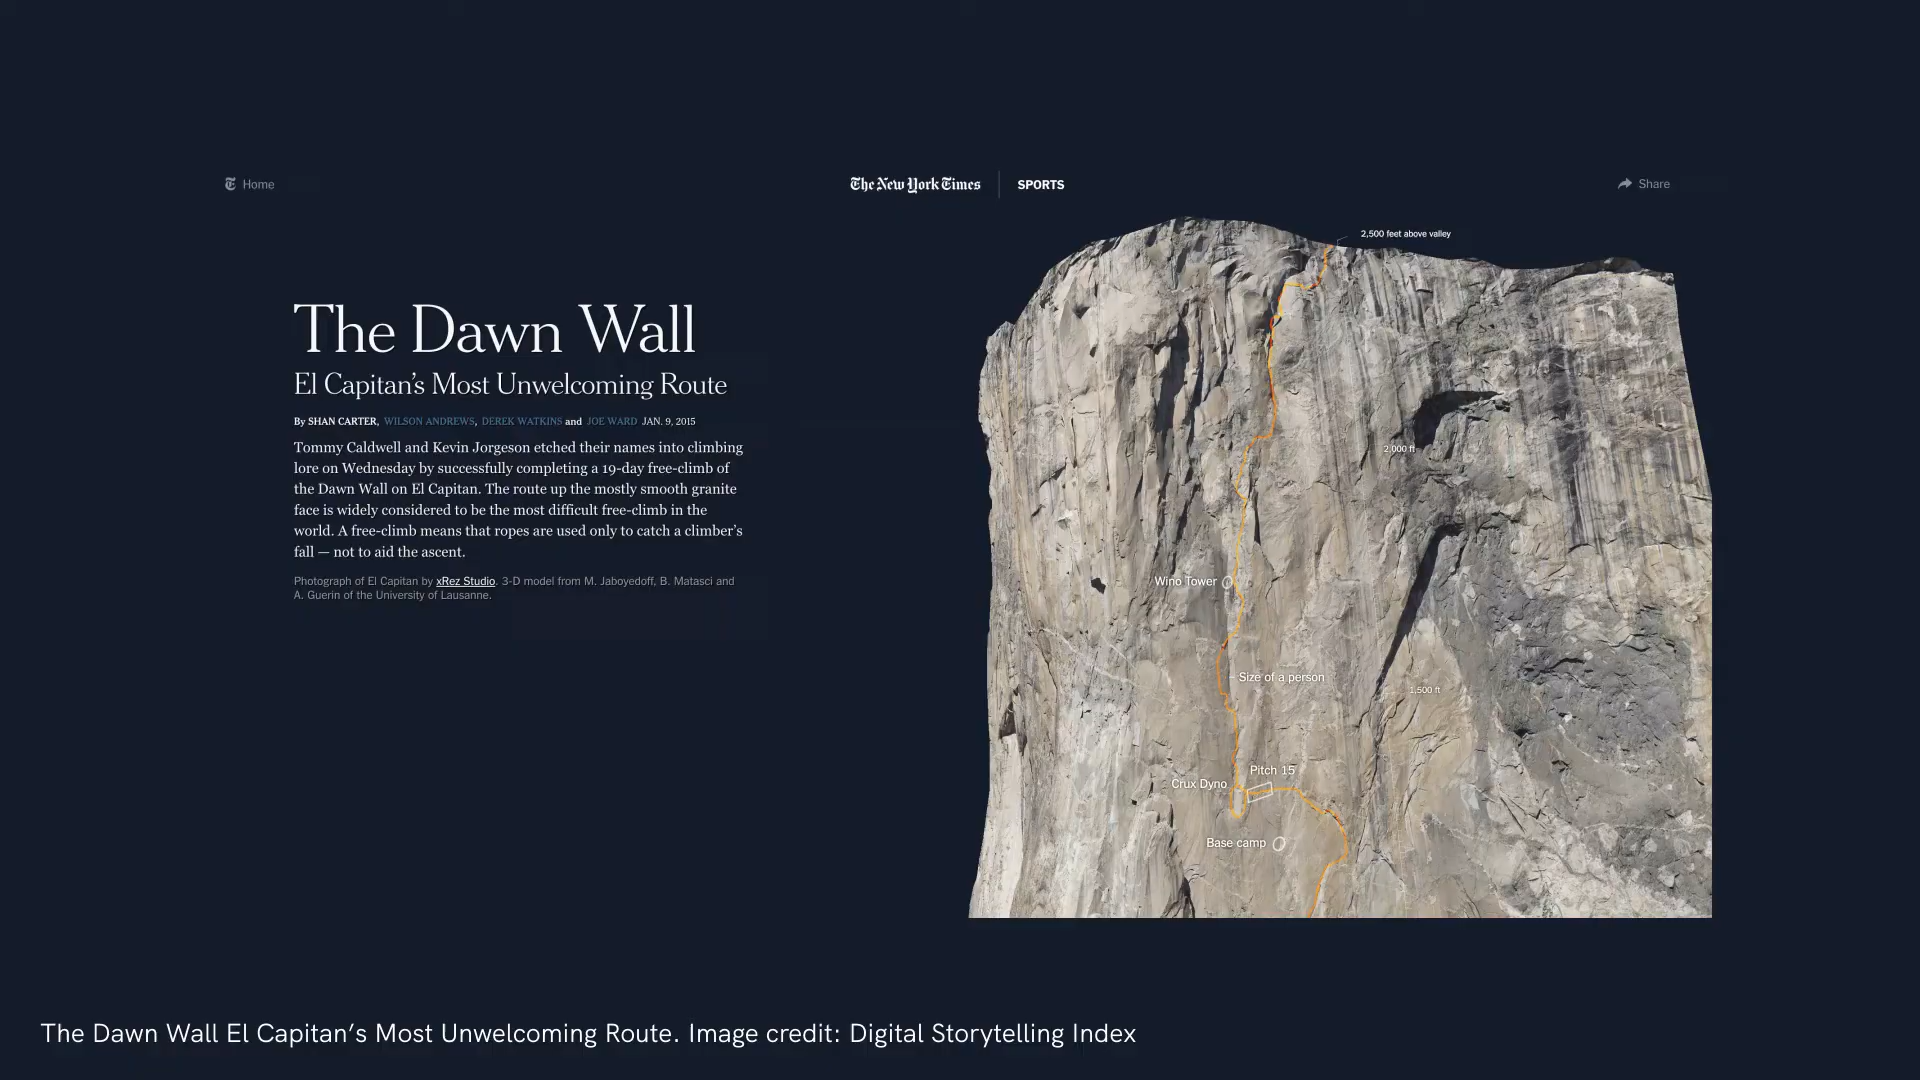 Home
The New York Times
SPORTS
Share
2,500 feet above valley
The Dawn Wall
El Capitan’s Most Unwelcoming Route
By SHAN CARTER, WILSON ANDREWS, DEREK WATKINS and JOE WARD JAN. 9, 2015
Tommy Caldwell and Kevin Jorgeson etched their names into climbing
lore on Wednesday by successfully completing a 19-day free-climb of
the Dawn Wall on El Capitan. The route up the mostly smooth granite
face is widely considered to be the most difficult free-climb in the
world. A free-climb means that ropes are used only to catch a climber’s
fall — not to aid the ascent.
Photograph of El Capitan by xRez Studio. 3-D model from M. Jaboyedoff, B. Matasci and
A. Guerin of the University of Lausanne.
2,000 ft
Wino Tower
Size of a person
1,500 ft
Pitch 15
Crux Dyno
Base camp
The Dawn Wall El Capitan’s Most Unwelcoming Route. Image credit: Digital Storytelling Index